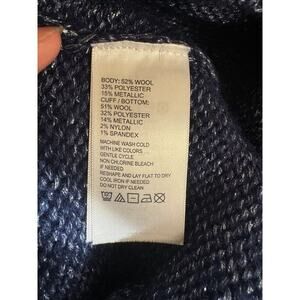 BODY: 52% WOOL
33% POLYESTER
15% METALLIC
CUFF / BOTTOM:
51% WOOL
32% POLYESTER
14% METALLIC
2% NYLON
1% SPANDEX
MACHINE WASH COLD
WITH LIKE COLORS
GENTLE CYCLE
NON CHLORINE BLEACH
IF NEEDED
RESHAPE AND LAY FLAT TO DRY
COOL IRON IF NEEDED
DO NOT DRY CLEAN